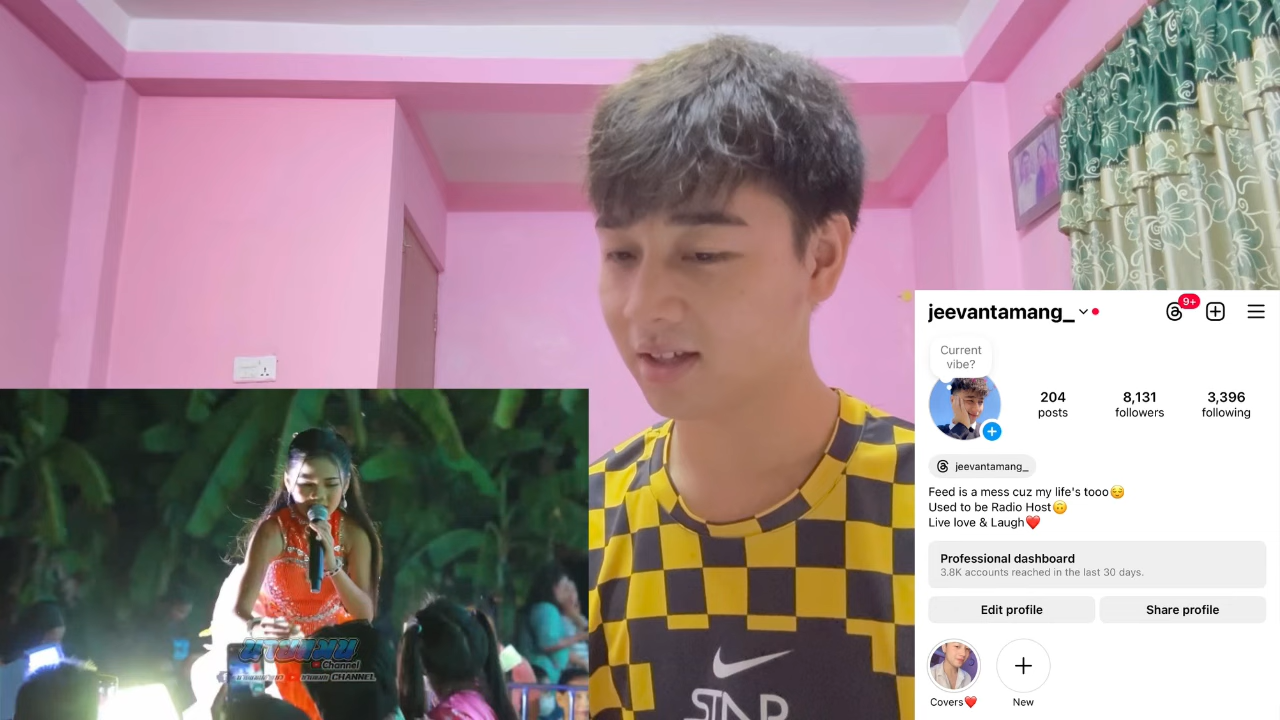 jeevantamang_
9+
Current
vibe?
204
posts
8,131
followers
3,396
following
jeevantamang_
Feed is a mess cuz my life's tooo😔
Used to be Radio Host🙃
Live love & Laugh❤️
Professional dashboard
3.8K accounts reached in the last 30 days.
Edit profile
Share profile
Covers❤️
New
Channel
CHANNEL